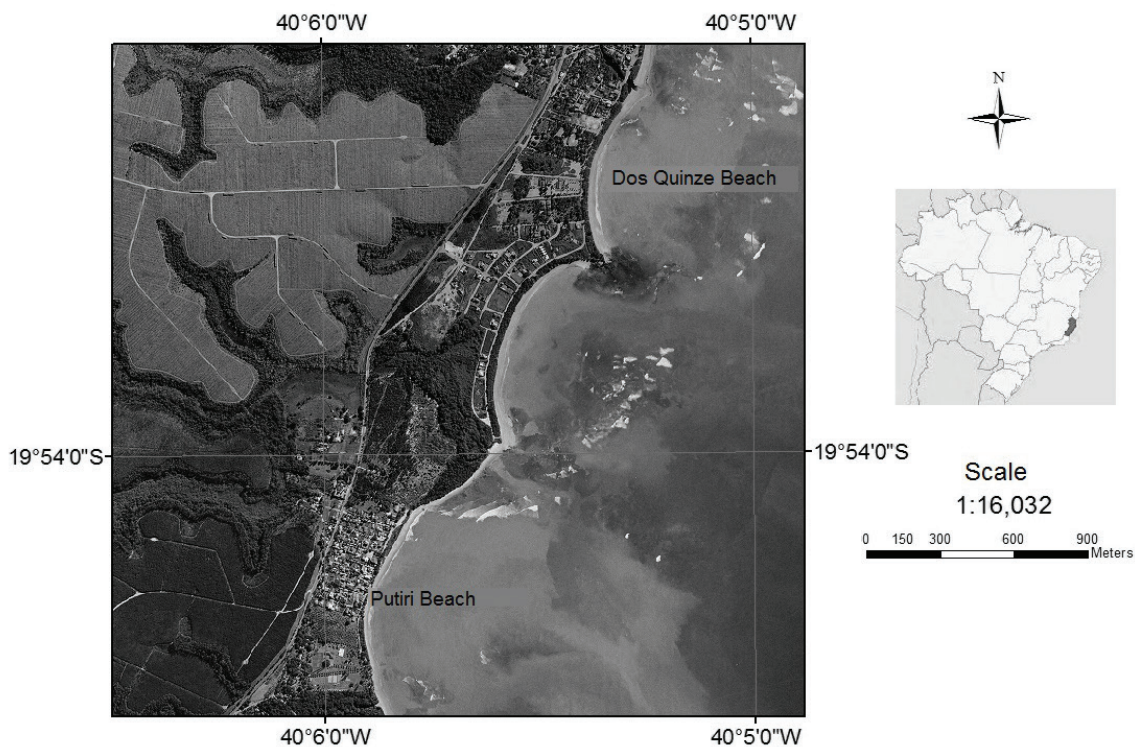 40°6'0"W
40°5'0"W
N
Dos Quinze Beach
19°54'0"S
19°54'0"S
Scale
1:16,032
0 150 300 600 900
Meters
Putiri Beach
40°6'0"W
40°5'0"W